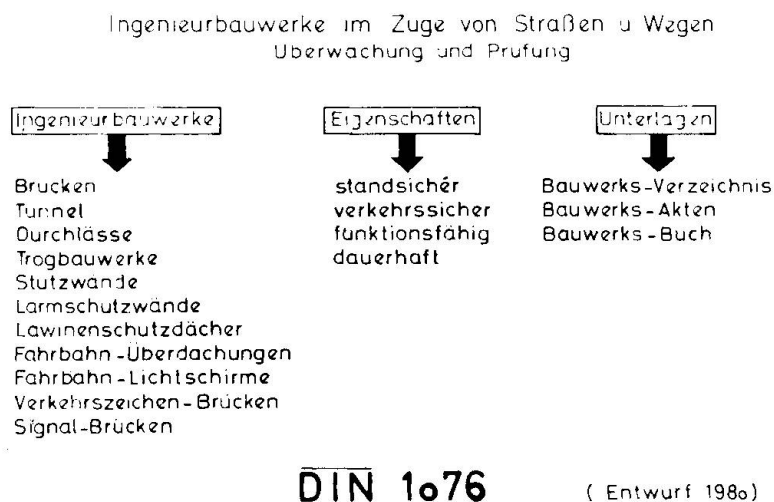 Ingenieurbauwerke im Zuge von Straßen u Wegen
Uberwachung und Prufung
Ingenieurbauwerke
Brucken
Tunnel
Durchlässe
Trogbauwerke
Stutzwände
Larmschutzwände
Lawinenschutzdächer
Fahrbahn-Überdachungen
Fahrbahn-Lichtschirme
Verkehrszeichen-Brücken
Signal-Brücken
Eigenschaften
standsicher
verkehrssicher
funktionsfähig
dauerhaft
Unterlagen
Bauwerks-Verzeichnis
Bauwerks-Akten
Bauwerks-Buch
DIN 1o76
( Entwurf 198o)